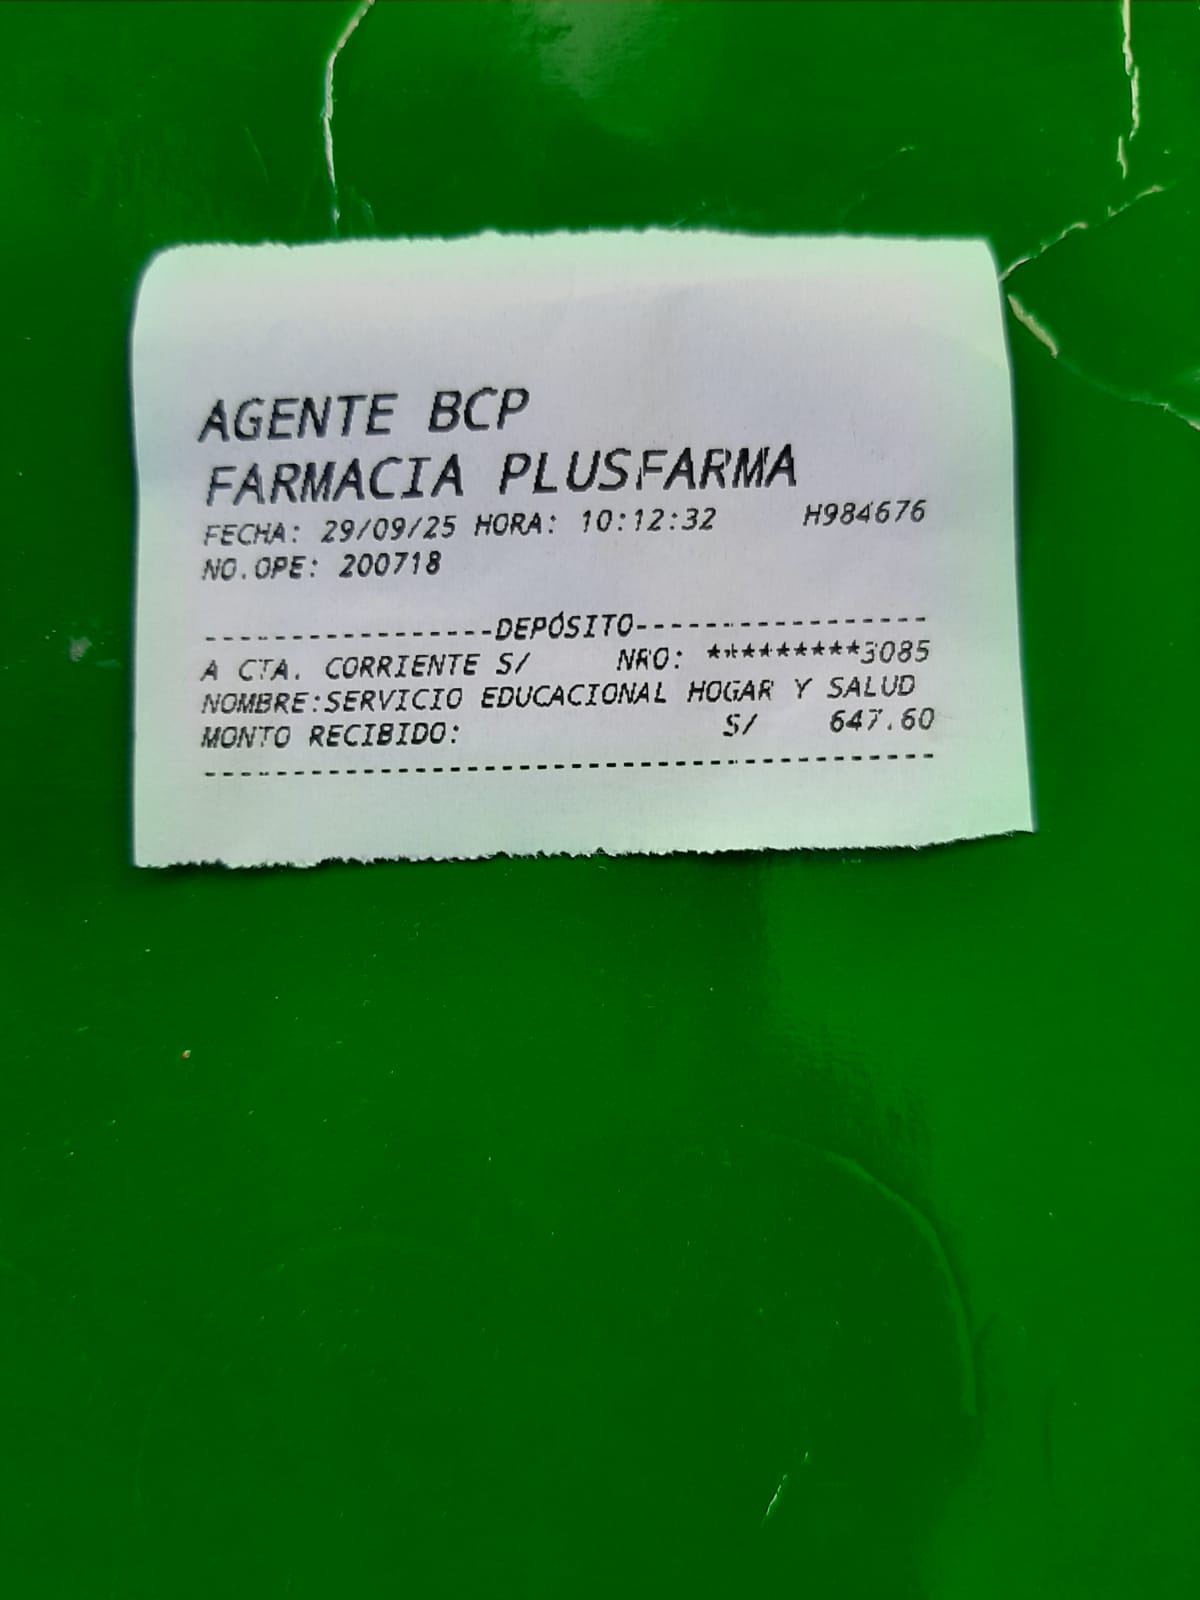 AGENTE BCP
FARMACIA PLUSFARMA
FECHA: 29/09/25 HORA: 10:12:32 H984676
NO.OPE: 200718
----------------DEPÓSITO----------------
A CTA. CORRIENTE S/ NRO: *********3085
NOMBRE:SERVICIO EDUCACIONAL HOGAR Y SALUD
MONTO RECIBIDO: S/ 647.60
-----------------------------------------